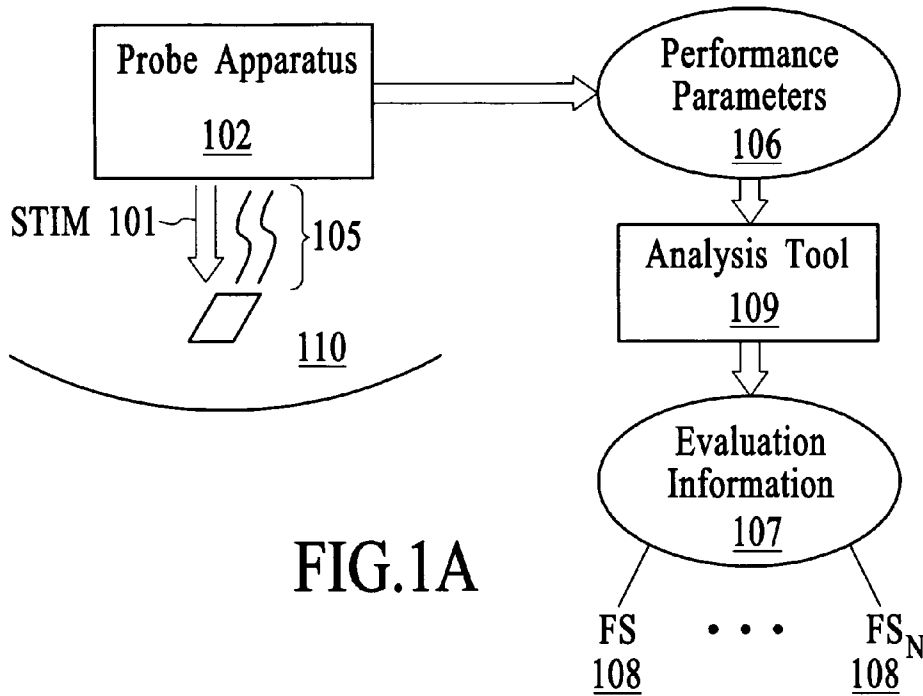 Probe Apparatus
102
STIM 101
105
110
Performance
Parameters
106
Analysis Tool
109
Evaluation
Information
107
FS • • • FS_N
108 108
FIG.1A